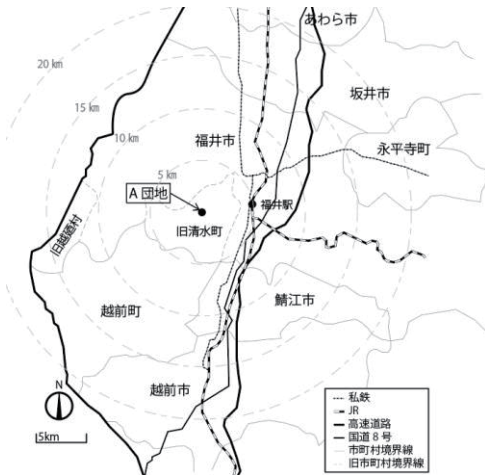 あわら市
20 km
坂井市
15 km
10 km
福井市
永平寺町
5 km
A 団地
福井駅
旧清水町
旧越廼村
鯖江市
越前町
越前市
N
5km
私鉄
JR
高速道路
国道 8 号
市町村境界線
旧市町村境界線